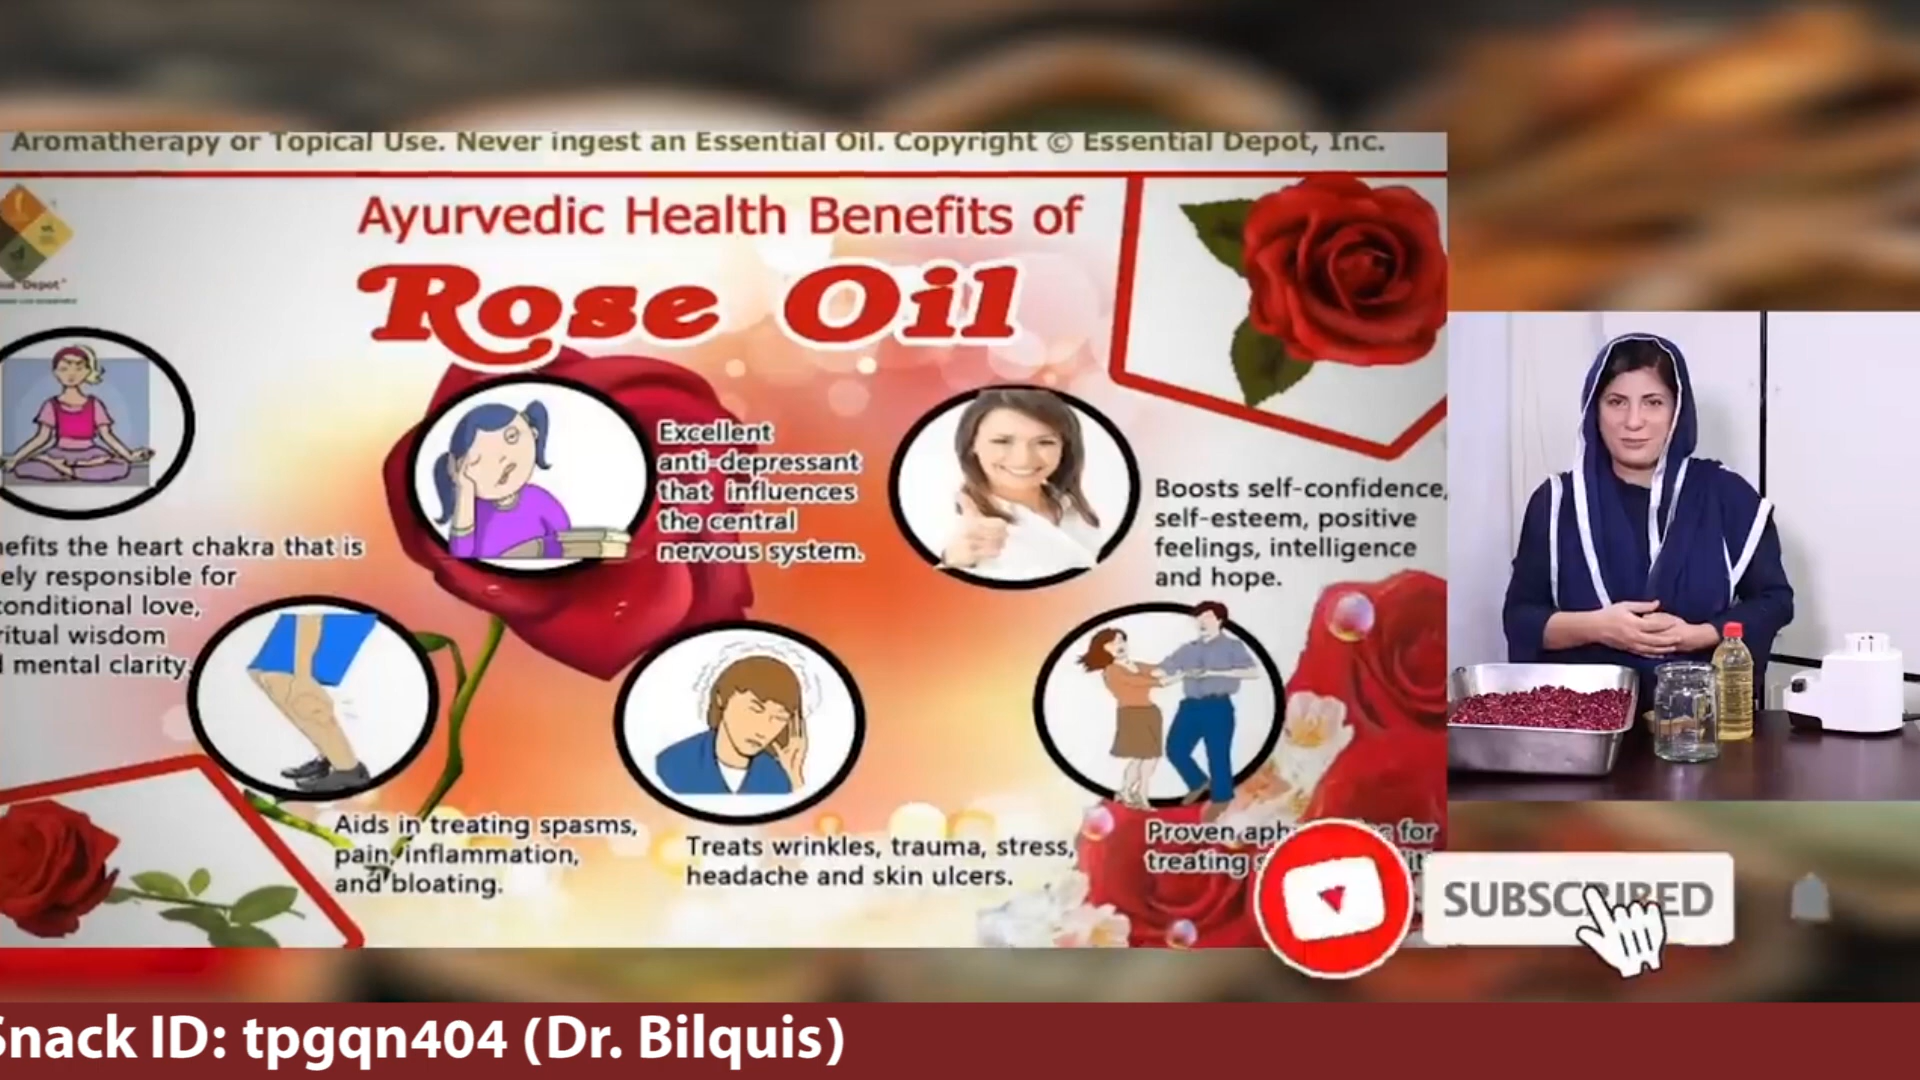 Aromatherapy or Topical Use. Never ingest an Essential Oil. Copyright © Essential Depot, Inc.
Ayurvedic Health Benefits of
Rose Oil
Depot
Excellent
anti-depressant
that influences
the central
nervous system.
Boosts self-confidence,
self-esteem, positive
feelings, intelligence
and hope.
efits the heart chakra that is
ely responsible for
conditional love,
ritual wisdom
mental clarity.
Aids in treating spasms,
pain, inflammation,
and bloating.
Treats wrinkles, trauma, stress,
headache and skin ulcers.
Proven aph for
treating
SUBSCRIBED
Snack ID: tpgqn404 (Dr. Bilquis)